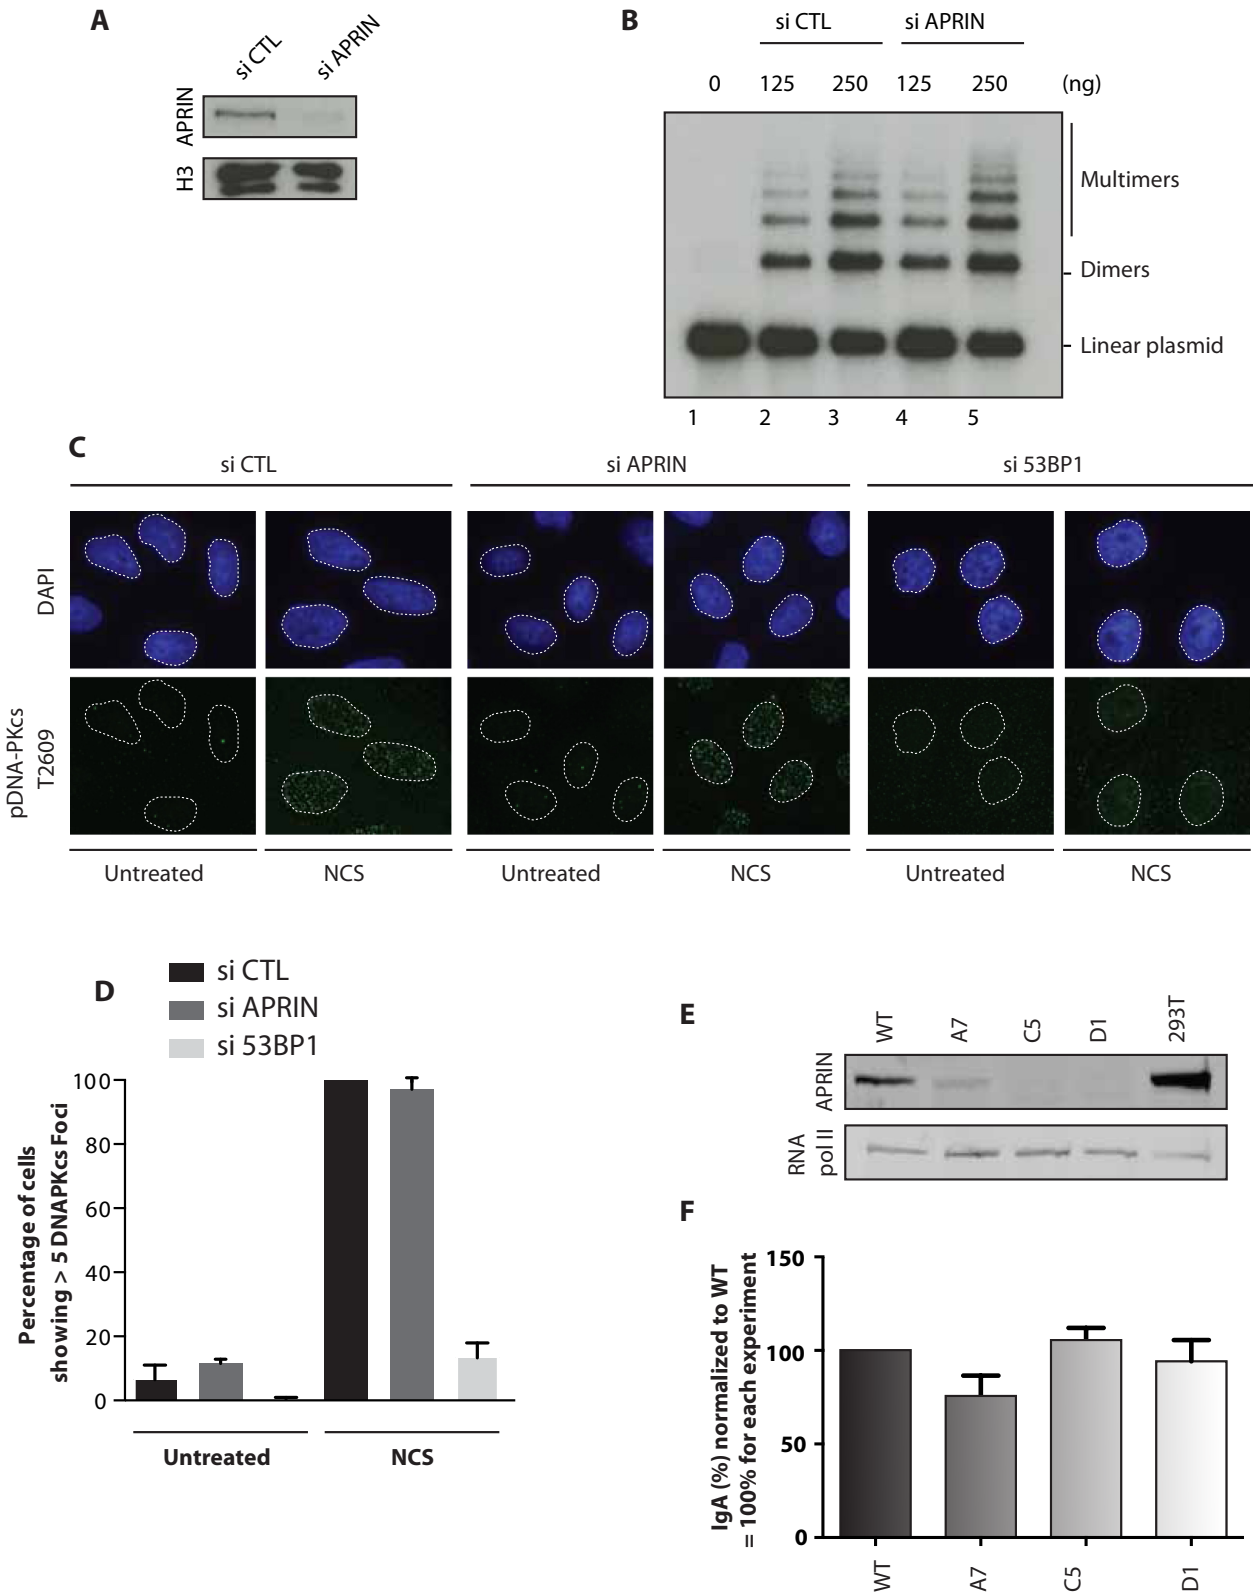 A
si CTL
si APRIN
APRIN
H3
B
si CTL
si APRIN
0 125 250 125 250 (ng)
Multimers
Dimers
Linear plasmid
1 2 3 4 5
C
si CTL
si APRIN
si 53BP1
DAPI
pDNA-PKcs
T2609
Untreated
NCS
Untreated
NCS
Untreated
NCS
D
si CTL
si APRIN
si 53BP1
Percentage of cells
showing > 5 DNAPKcs Foci
100
80
60
40
20
0
Untreated
NCS
E
WT
A7
C5
D1
293T
APRIN
RNA
pol II
F
IgA (%) normalized to WT
= 100% for each experiment
150
100
50
0
WT
A7
C5
D1